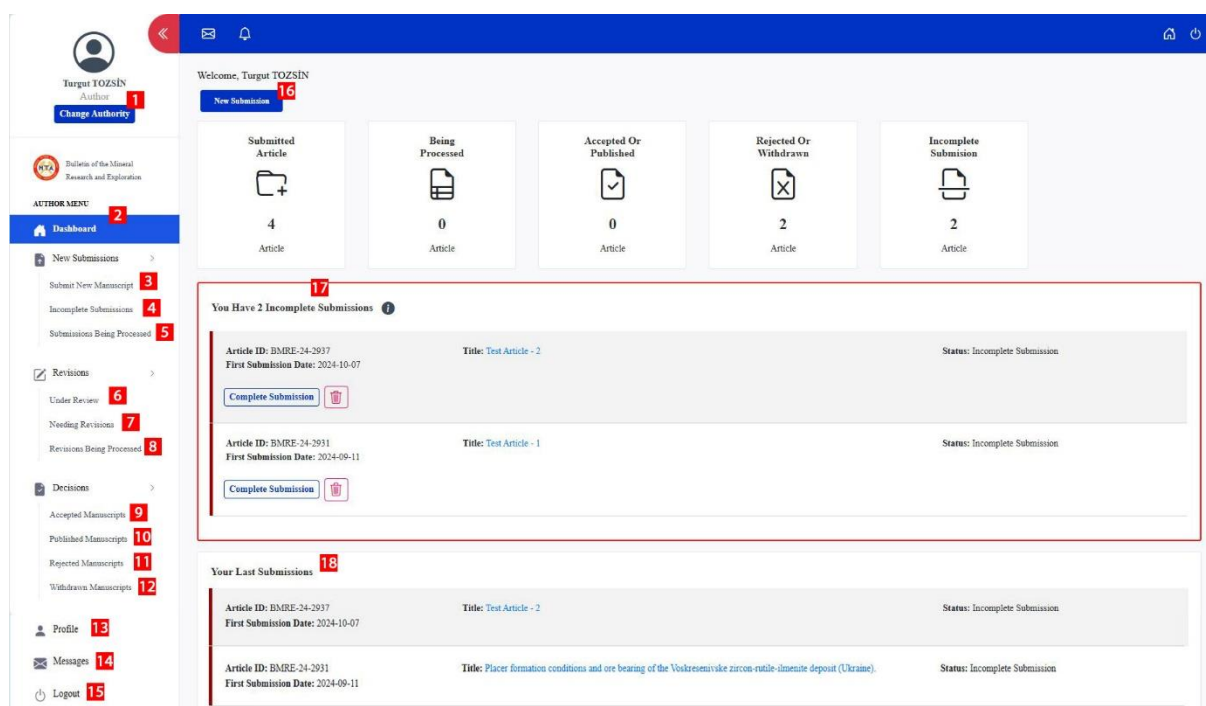 Turgut TOZSİN
Author
1
Change Authority
Bulletin of the Mineral
Research and Exploration
AUTHOR MENU
2
Dashboard
New Submissions
Submit New Manuscript 3
Incomplete Submissions 4
Submissions Being Processed 5
Revisions
Under Review 6
Needing Revisions 7
Revisions Being Processed 8
Decisions
Accepted Manuscripts 9
Published Manuscripts 10
Rejected Manuscripts 11
Withdrawn Manuscripts 12
Profile 13
Messages 14
Logout 15
Welcome, Turgut TOZSİN
16
New Submission
Submitted
Article
4
Article
Being
Processed
0
Article
Accepted Or
Published
0
Article
Rejected Or
Withdrawn
2
Article
Incomplete
Submision
2
Article
17
You Have 2 Incomplete Submissions
Article ID: BMRE-24-2937 Title: Test Article - 2 Status: Incomplete Submission
First Submission Date: 2024-10-07
Complete Submission
Article ID: BMRE-24-2931 Title: Test Article - 1 Status: Incomplete Submission
First Submission Date: 2024-09-11
Complete Submission
Your Last Submissions 18
Article ID: BMRE-24-2937 Title: Test Article - 2 Status: Incomplete Submission
First Submission Date: 2024-10-07
Article ID: BMRE-24-2931 Title: Placer formation conditions and ore bearing of the Voskresenivske zircon-rutile-ilmenite deposit (Ukraine). Status: Incomplete Submission
First Submission Date: 2024-09-11